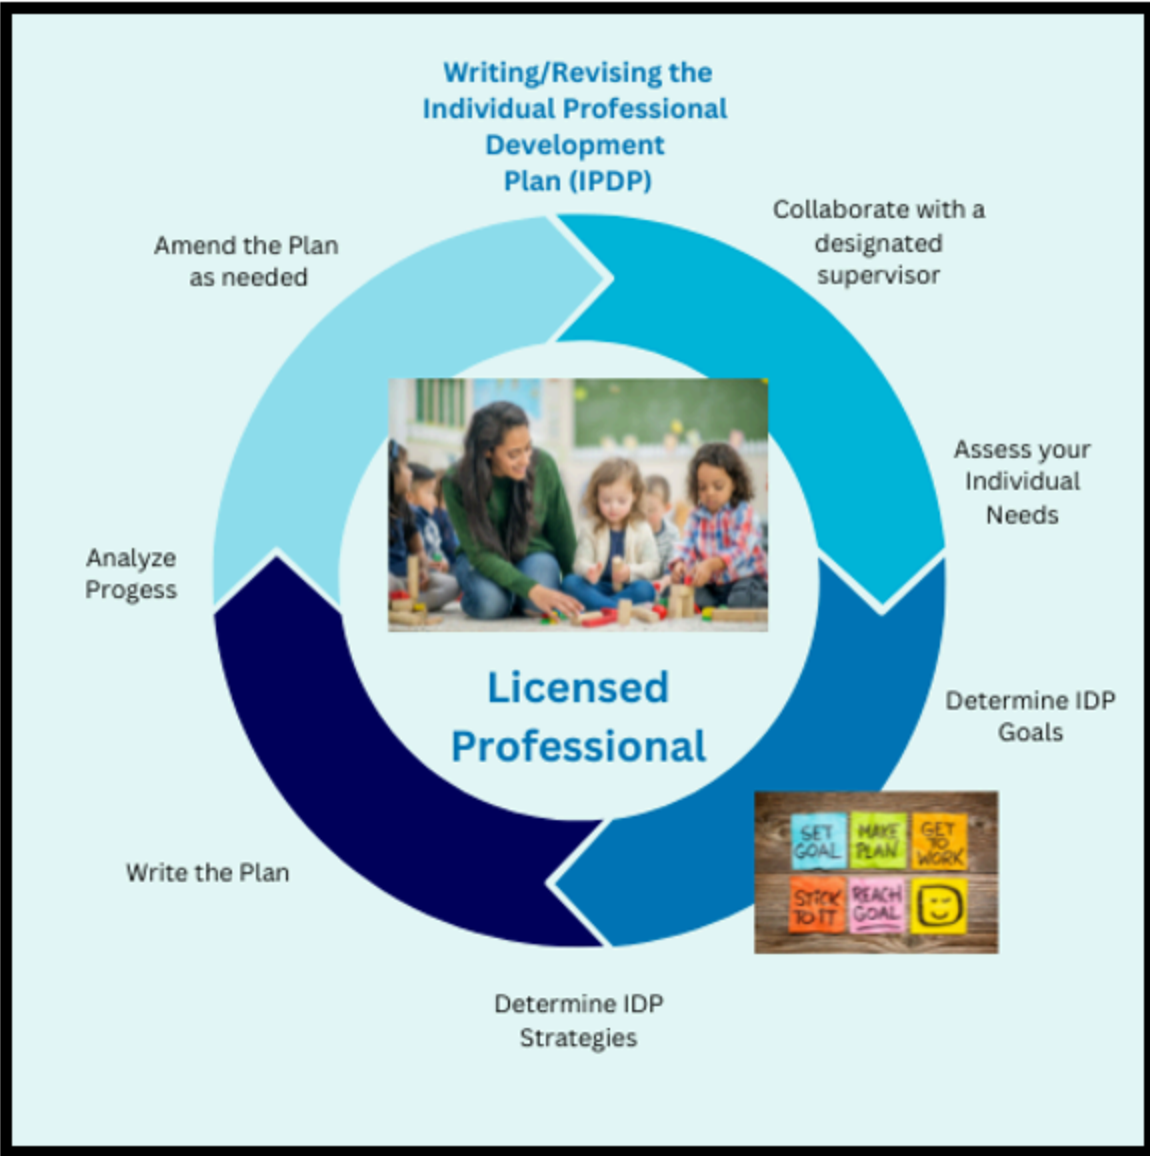 Writing/Revising the
Individual Professional
Development
Plan (IPDP)
Collaborate with a
designated
supervisor
Amend the Plan
as needed
Assess your
Individual
Needs
Analyze
Progess
Licensed
Professional
Determine IDP
Goals
SET
GOAL
MAKE
PLAN
GET
TO
WORK
STICK
TO IT
REACH
GOAL
Write the Plan
Determine IDP
Strategies